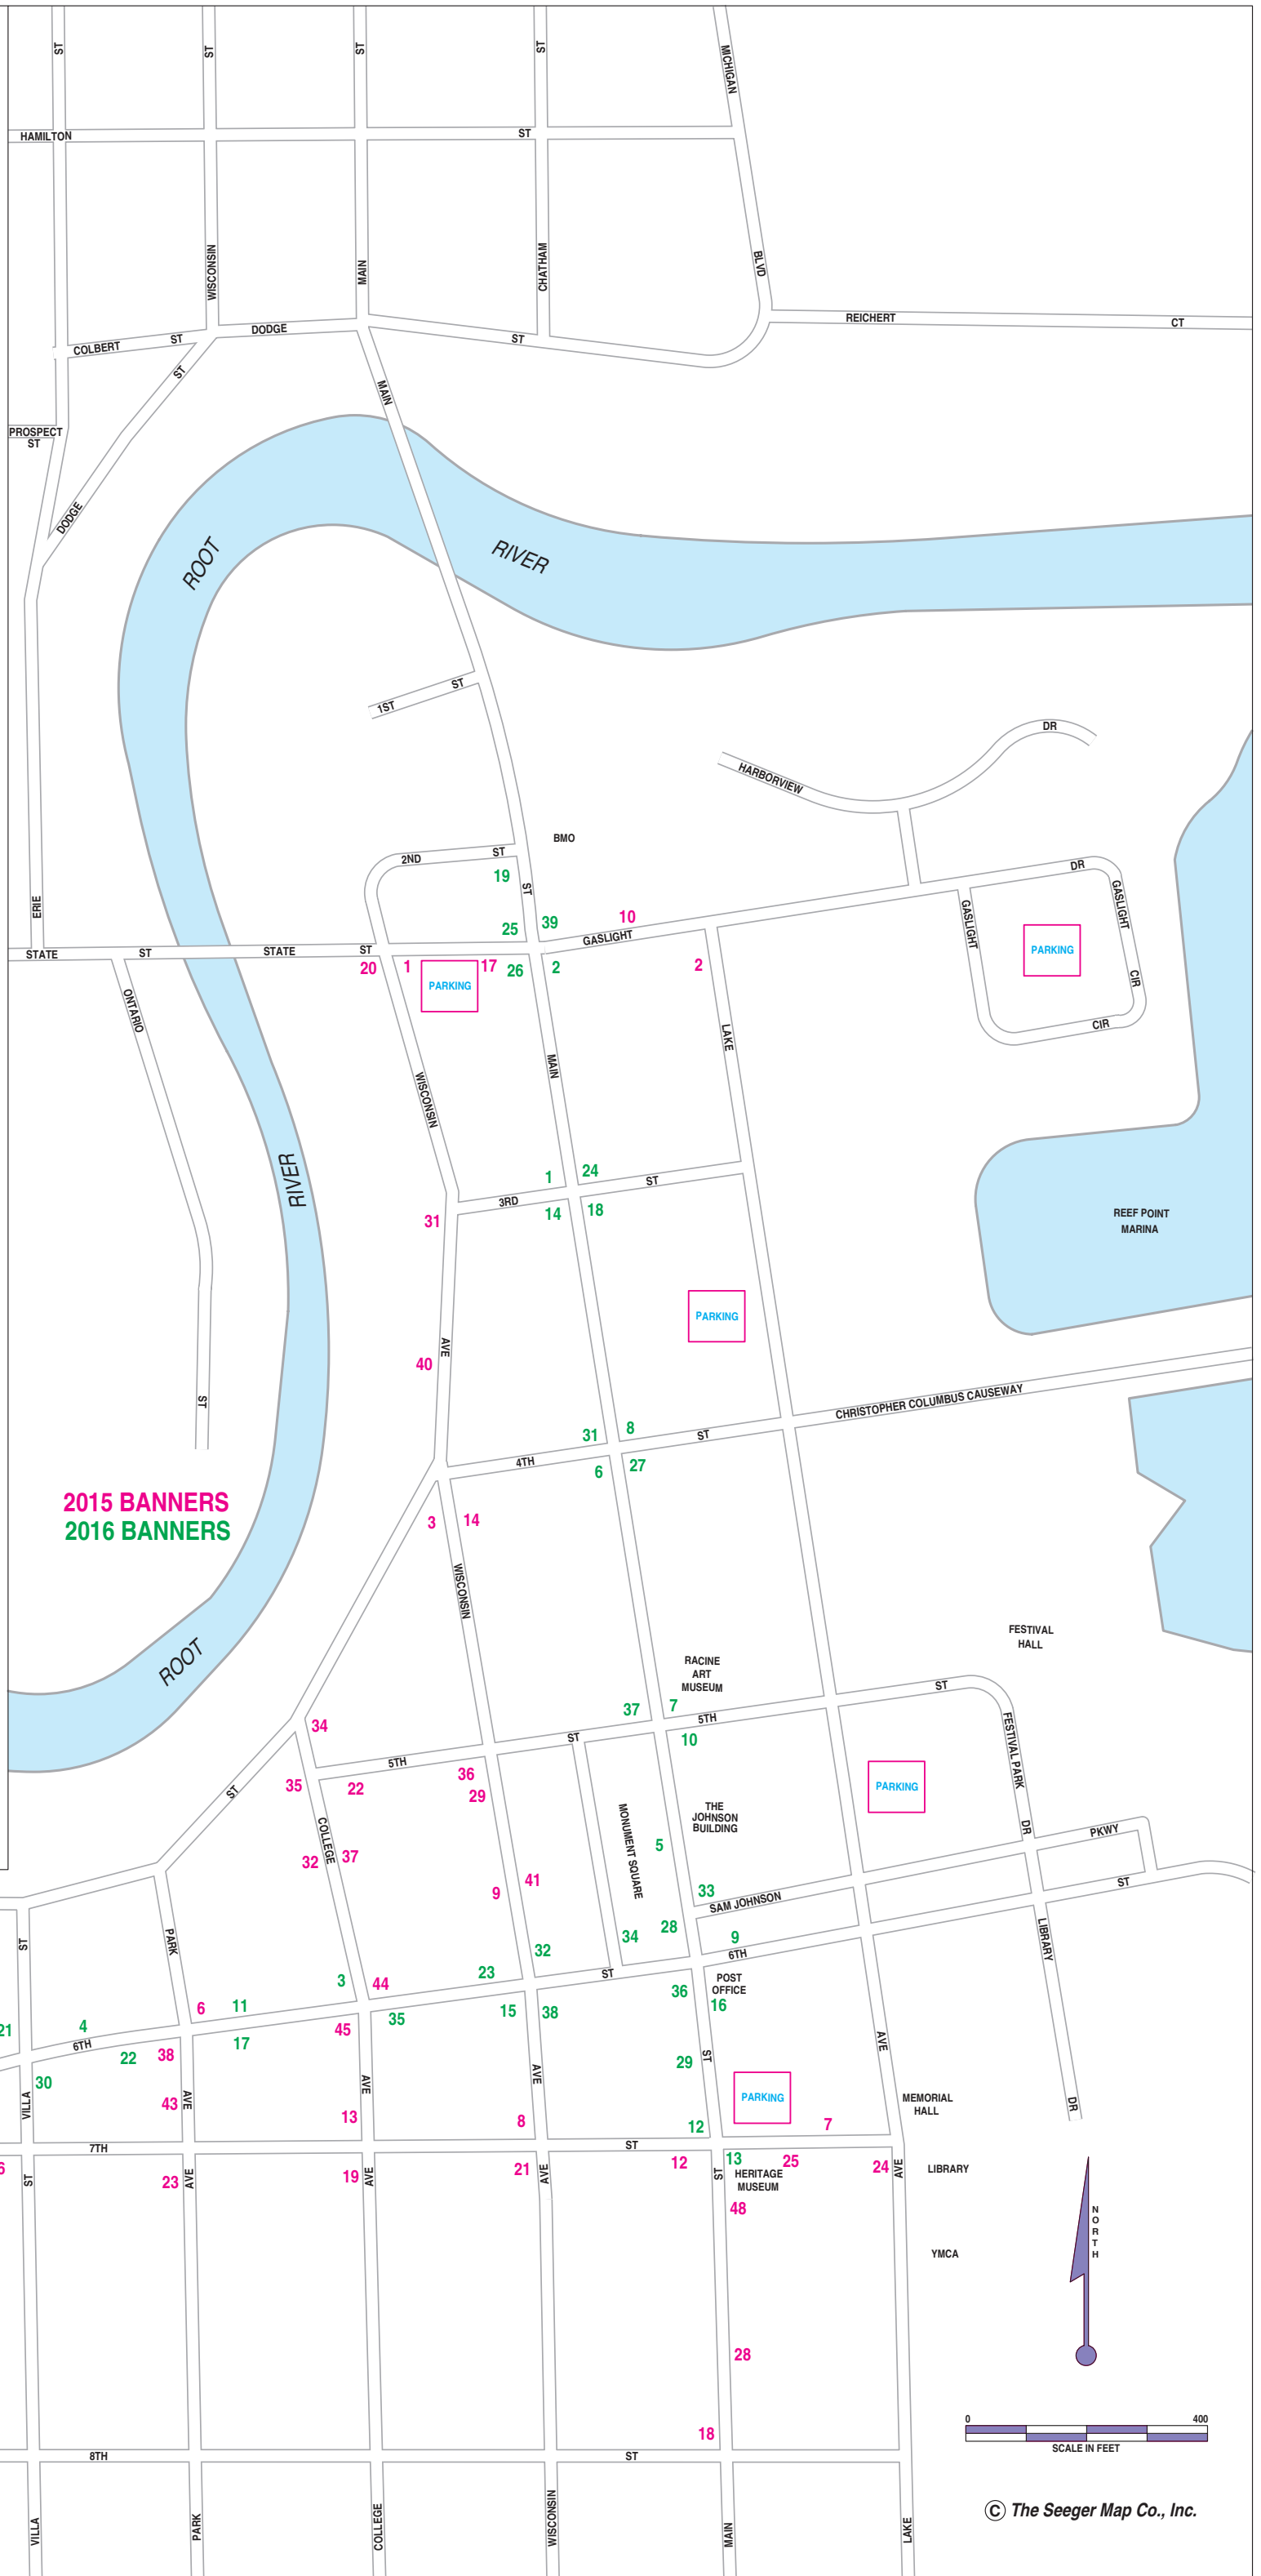 ST
ST
ST
ST
MICHIGAN
HAMILTON
ST
WISCONSIN
MAIN
CHATHAM
BLVD
REICHERT
CT
DODGE
ST
COLBERT
ST
ST
MAIN
PROSPECT
ST
DODGE
ROOT
RIVER
1ST
ST
HARBORVIEW
DR
BMO
2ND
ST
19
ST
DR
GASLIGHT
GASLIGHT
ERIE
25
39
10
GASLIGHT
PARKING
STATE
ST
STATE
ST
20
1
17
26
2
2
PARKING
CIR
CIR
ONTARIO
LAKE
MAIN
WISCONSIN
RIVER
1
24
3RD
ST
31
14
18
REEF POINT
MARINA
PARKING
AVE
40
ST
CHRISTOPHER COLUMBUS CAUSEWAY
31
8
4TH
ST
6
27
2015 BANNERS
2016 BANNERS
3
14
WISCONSIN
FESTIVAL
HALL
ROOT
RACINE
ART
MUSEUM
ST
37
7
5TH
34
10
ST
5TH
FESTIVAL PARK
36
35
22
29
PARKING
ST
THE
JOHNSON
BUILDING
COLLEGE
MONUMENT SQUARE
5
DR
PKWY
32
37
41
9
33
SAM JOHNSON
ST
28
34
9
PARK
ST
32
6TH
LIBRARY
23
ST
3
44
POST
OFFICE
36
16
6
11
15
38
35
21
4
45
17
6TH
22
38
AVE
ST
29
30
AVE
AVE
PARKING
VILLA
AVE
43
13
8
12
7
MEMORIAL
HALL
DR
7TH
ST
6
ST
23
AVE
19
AVE
21
AVE
12
ST
13
25
24
AVE
LIBRARY
HERITAGE
MUSEUM
48
NORTH
YMCA
28
18
0
400
SCALE IN FEET
8TH
ST
VILLA
PARK
COLLEGE
WISCONSIN
MAIN
LAKE
© The Seeger Map Co., Inc.